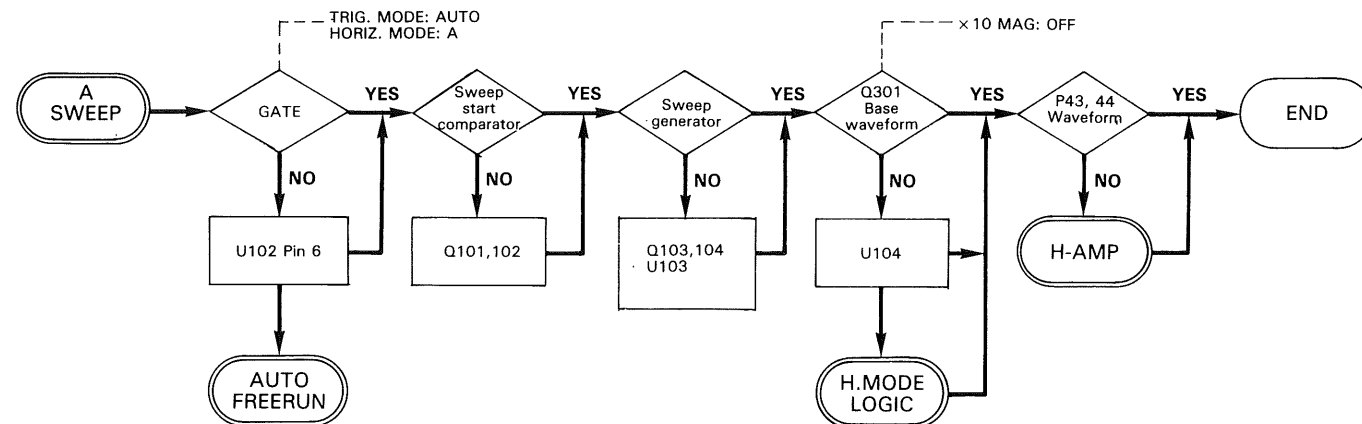 TRIG. MODE: AUTO
HORIZ. MODE: A
×10 MAG: OFF
A
SWEEP
GATE
YES
Sweep
start
comparator
YES
Sweep
generator
YES
Q301
Base
waveform
YES
P43, 44
Waveform
YES
END
NO
NO
NO
NO
NO
U102 Pin 6
Q101,102
Q103,104
U103
U104
H-AMP
AUTO
FREERUN
H.MODE
LOGIC